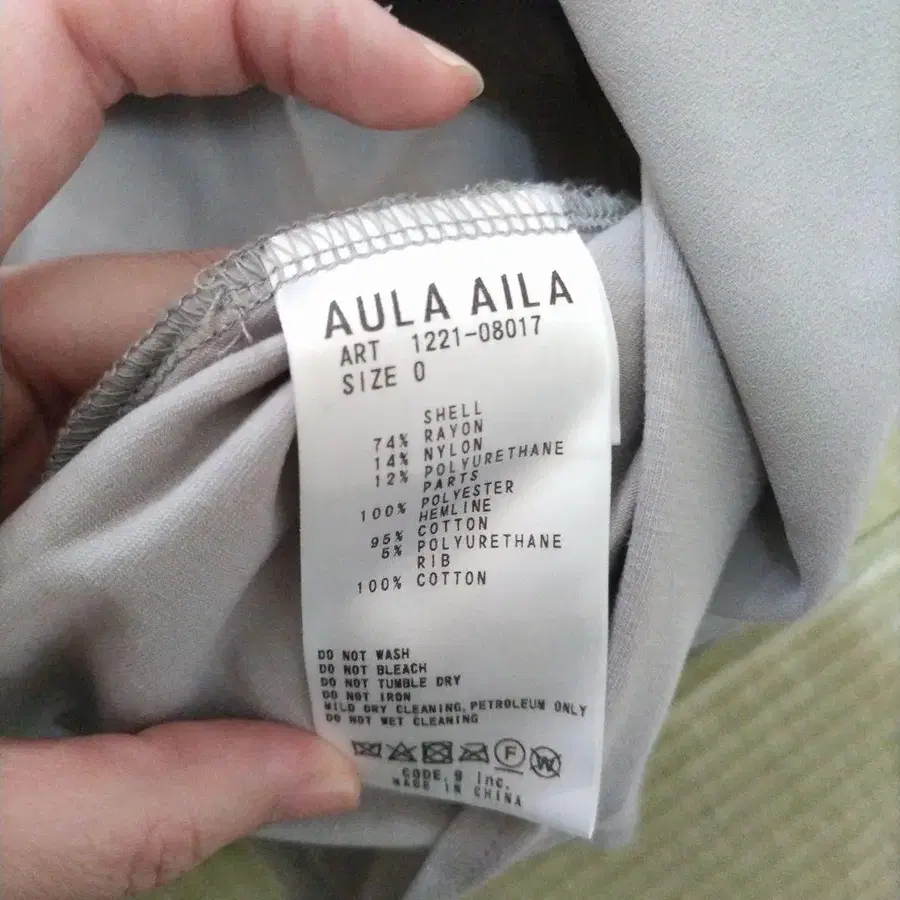 AULA AILA
ART 1221-08017
SIZE 0
SHELL
74% RAYON
14% NYLON
12% POLYURETHANE
PARTS
100% POLYESTER
HEMLINE
95% COTTON
5% POLYURETHANE
RIB
100% COTTON
DO NOT WASH
DO NOT BLEACH
DO NOT TUMBLE DRY
DO NOT IRON
MILD DRY CLEANING, PETROLEUM ONLY
DO NOT WET CLEANING
F W
CODE. 9 Inc.
MADE IN CHINA